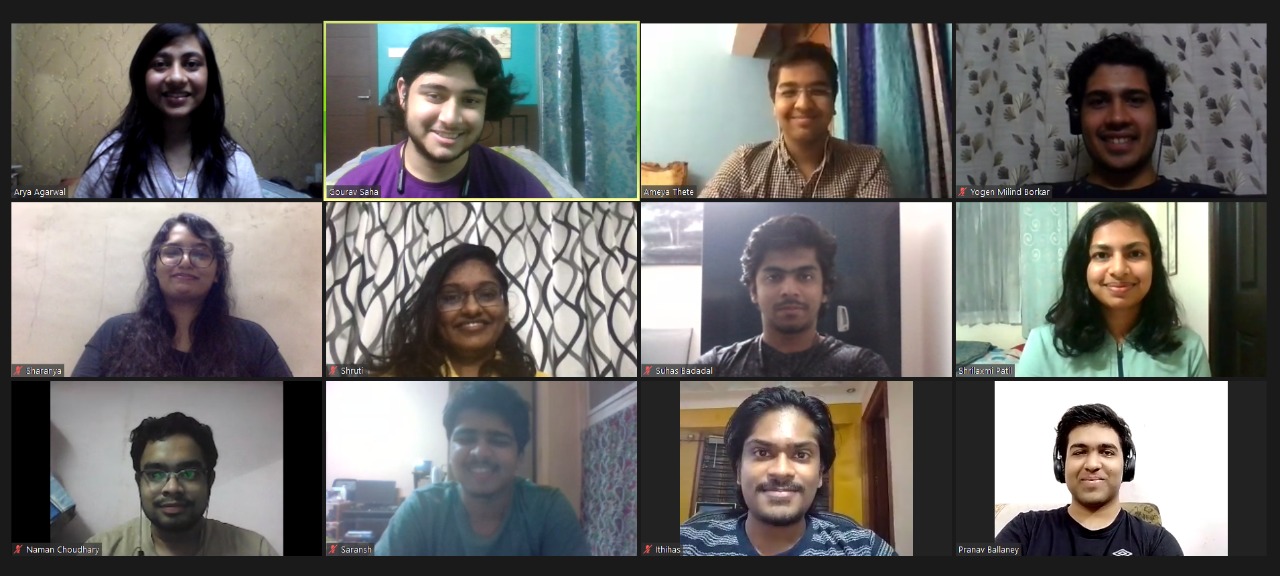 Arya Agarwal
Gourav Saha
Ameya Thete
Yogen Milind Borkar
Sharanya
Shruti
Suhas Badadal
Shrilaxmi Patil
Naman Choudhary
Saransh
Ithihas
Pranav Ballaney